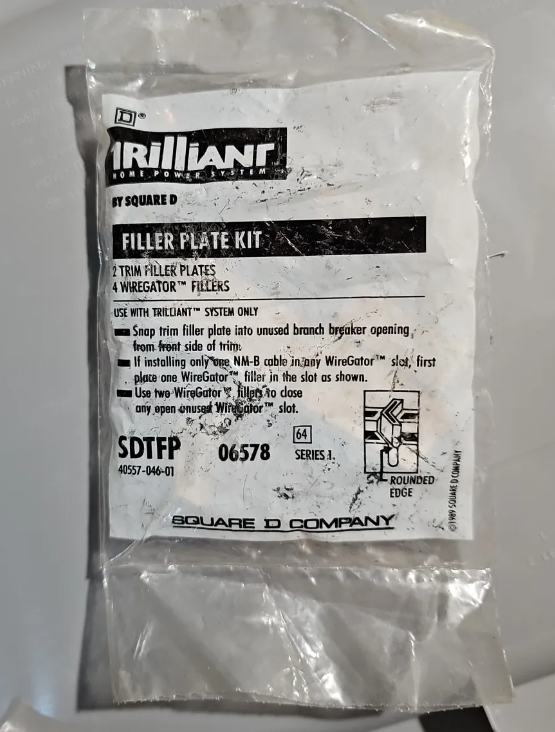 D®
TRilliANT
HOME POWER SYSTEM
BY SQUARE D
FILLER PLATE KIT
2 TRIM FILLER PLATES
4 WIREGATOR™ FILLERS
USE WITH TRILLIANT™ SYSTEM ONLY
Snap trim filler plate into unused branch breaker opening
from front side of trim.
If installing only one NM-B cable in any WireGator™ slot, first
place one WireGator™ filler in the slot as shown.
Use two WireGator™ fillers to close
any open unused WireGator™ slot.
SDTFP 06578 64
40557-046-01 SERIES 1
ROUNDED
EDGE
©1989 SQUARE D COMPANY
SQUARE D COMPANY